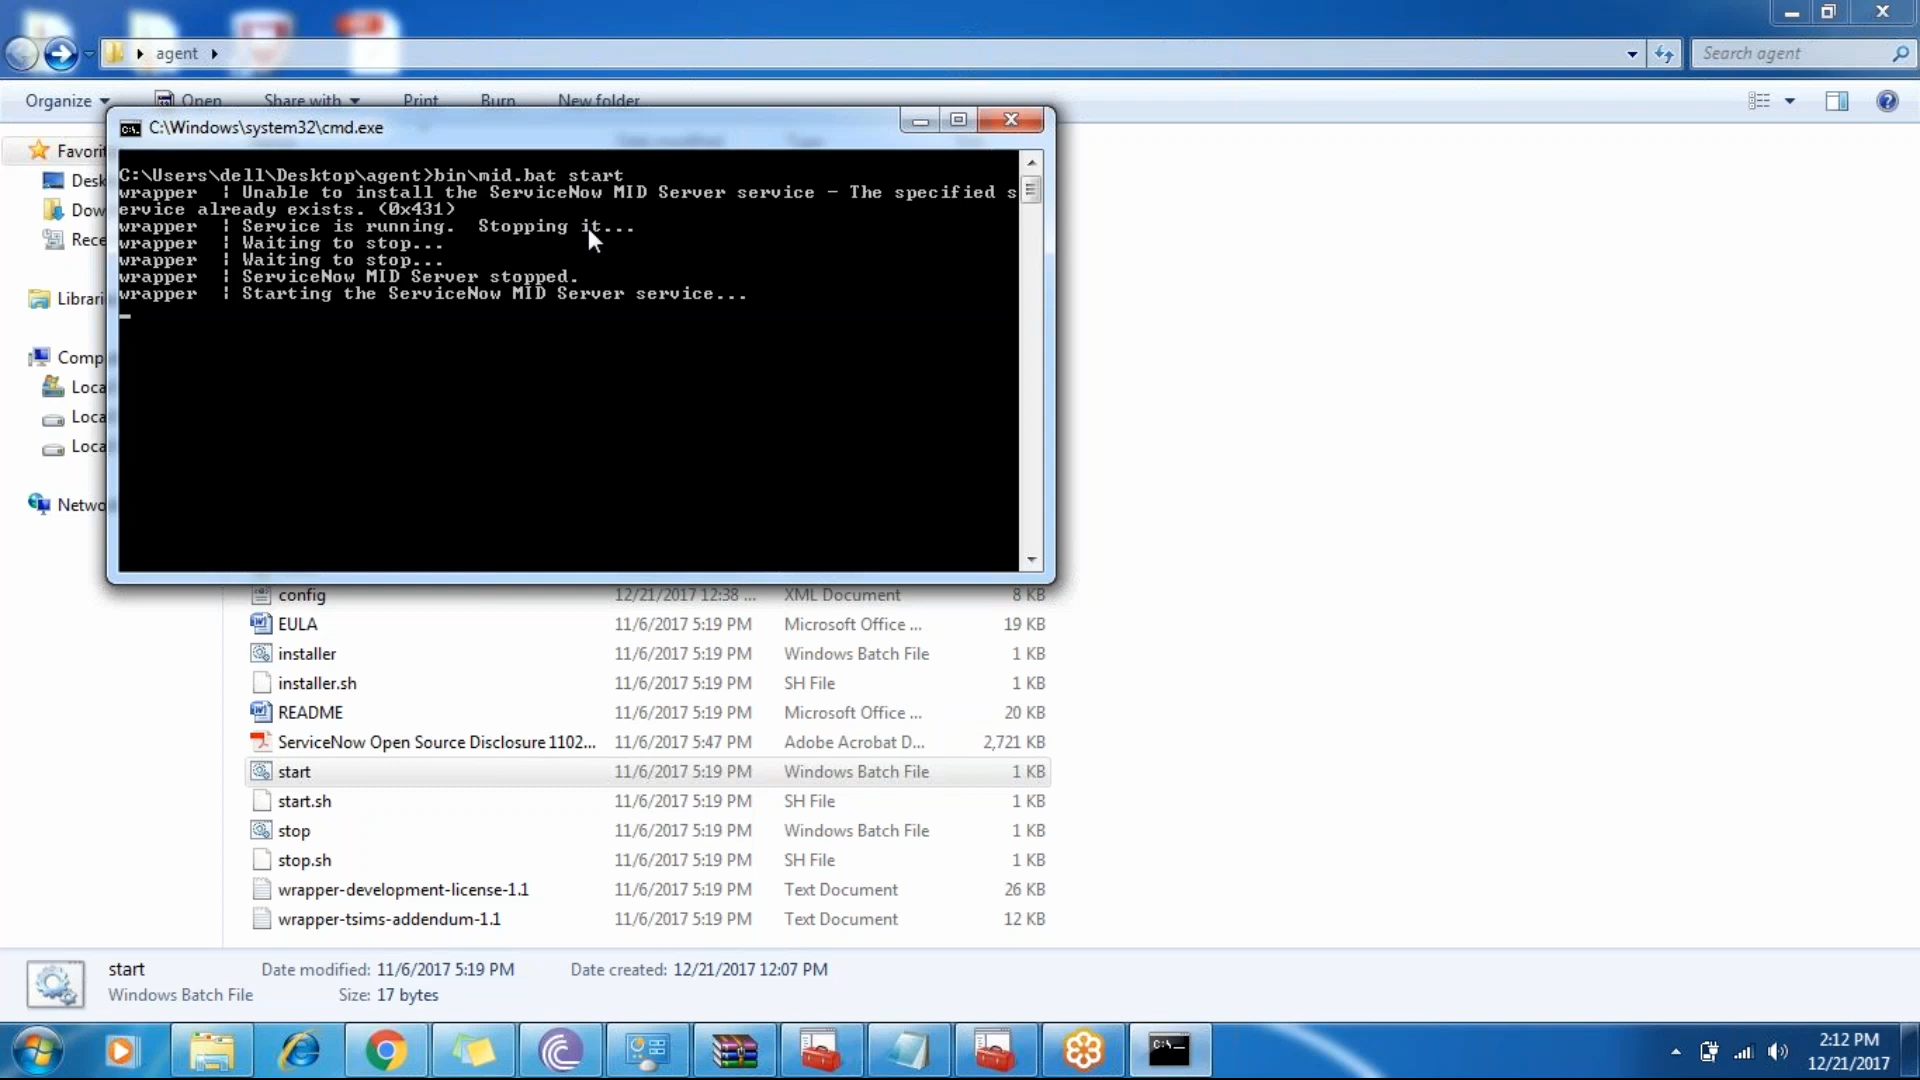 agent
Search agent
Organize
Open
Share with
Print
Burn
New folder
C:\Windows\system32\cmd.exe
C:\Users\dell\Desktop\agent>bin\mid.bat start
wrapper | Unable to install the ServiceNow MID Server service - The specified s
ervice already exists. (0x431)
wrapper | Service is running. Stopping it...
wrapper | Waiting to stop...
wrapper | Waiting to stop...
wrapper | ServiceNow MID Server stopped.
wrapper | Starting the ServiceNow MID Server service...
Favorit
Desk
Dow
Rece
Librari
Comp
Loca
Loca
Loca
Netwo
config 12/21/2017 12:38 ... XML Document 8 KB
EULA 11/6/2017 5:19 PM Microsoft Office ... 19 KB
installer 11/6/2017 5:19 PM Windows Batch File 1 KB
installer.sh 11/6/2017 5:19 PM SH File 1 KB
README 11/6/2017 5:19 PM Microsoft Office ... 20 KB
ServiceNow Open Source Disclosure 1102... 11/6/2017 5:47 PM Adobe Acrobat D... 2,721 KB
start 11/6/2017 5:19 PM Windows Batch File 1 KB
start.sh 11/6/2017 5:19 PM SH File 1 KB
stop 11/6/2017 5:19 PM Windows Batch File 1 KB
stop.sh 11/6/2017 5:19 PM SH File 1 KB
wrapper-development-license-1.1 11/6/2017 5:19 PM Text Document 26 KB
wrapper-tsims-addendum-1.1 11/6/2017 5:19 PM Text Document 12 KB
start Date modified: 11/6/2017 5:19 PM Date created: 12/21/2017 12:07 PM
Windows Batch File Size: 17 bytes
2:12 PM
12/21/2017